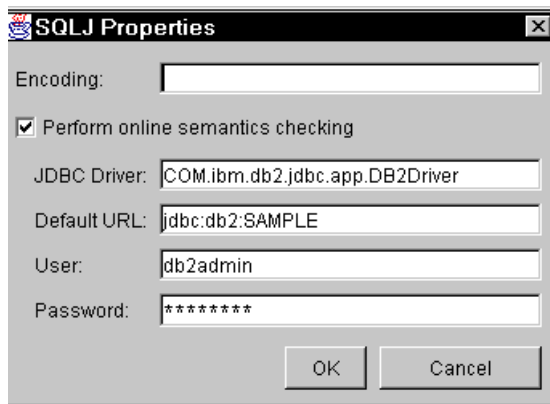 SQLJ Properties
Encoding:
Perform online semantics checking
JDBC Driver: COM.ibm.db2.jdbc.app.DB2Driver
Default URL: jdbc:db2:SAMPLE
User: db2admin
Password: ********
OK Cancel